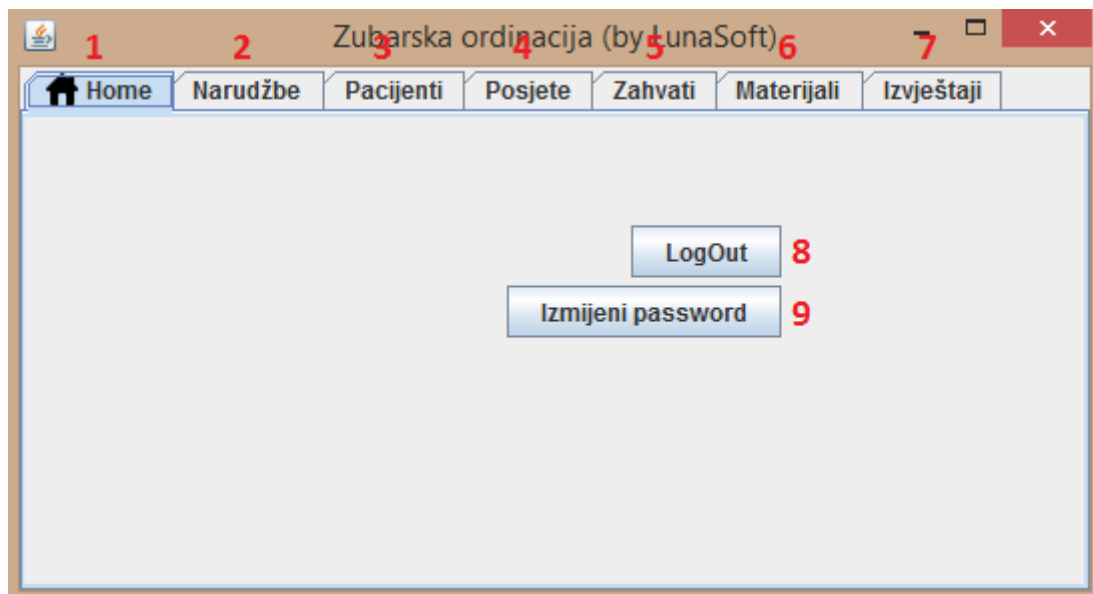 Zubarska ordinacija (by LunaSoft)
1 2 3 4 5 6 7
Home Narudžbe Pacijenti Posjete Zahvati Materijali Izvještaji
LogOut 8
Izmijeni password 9